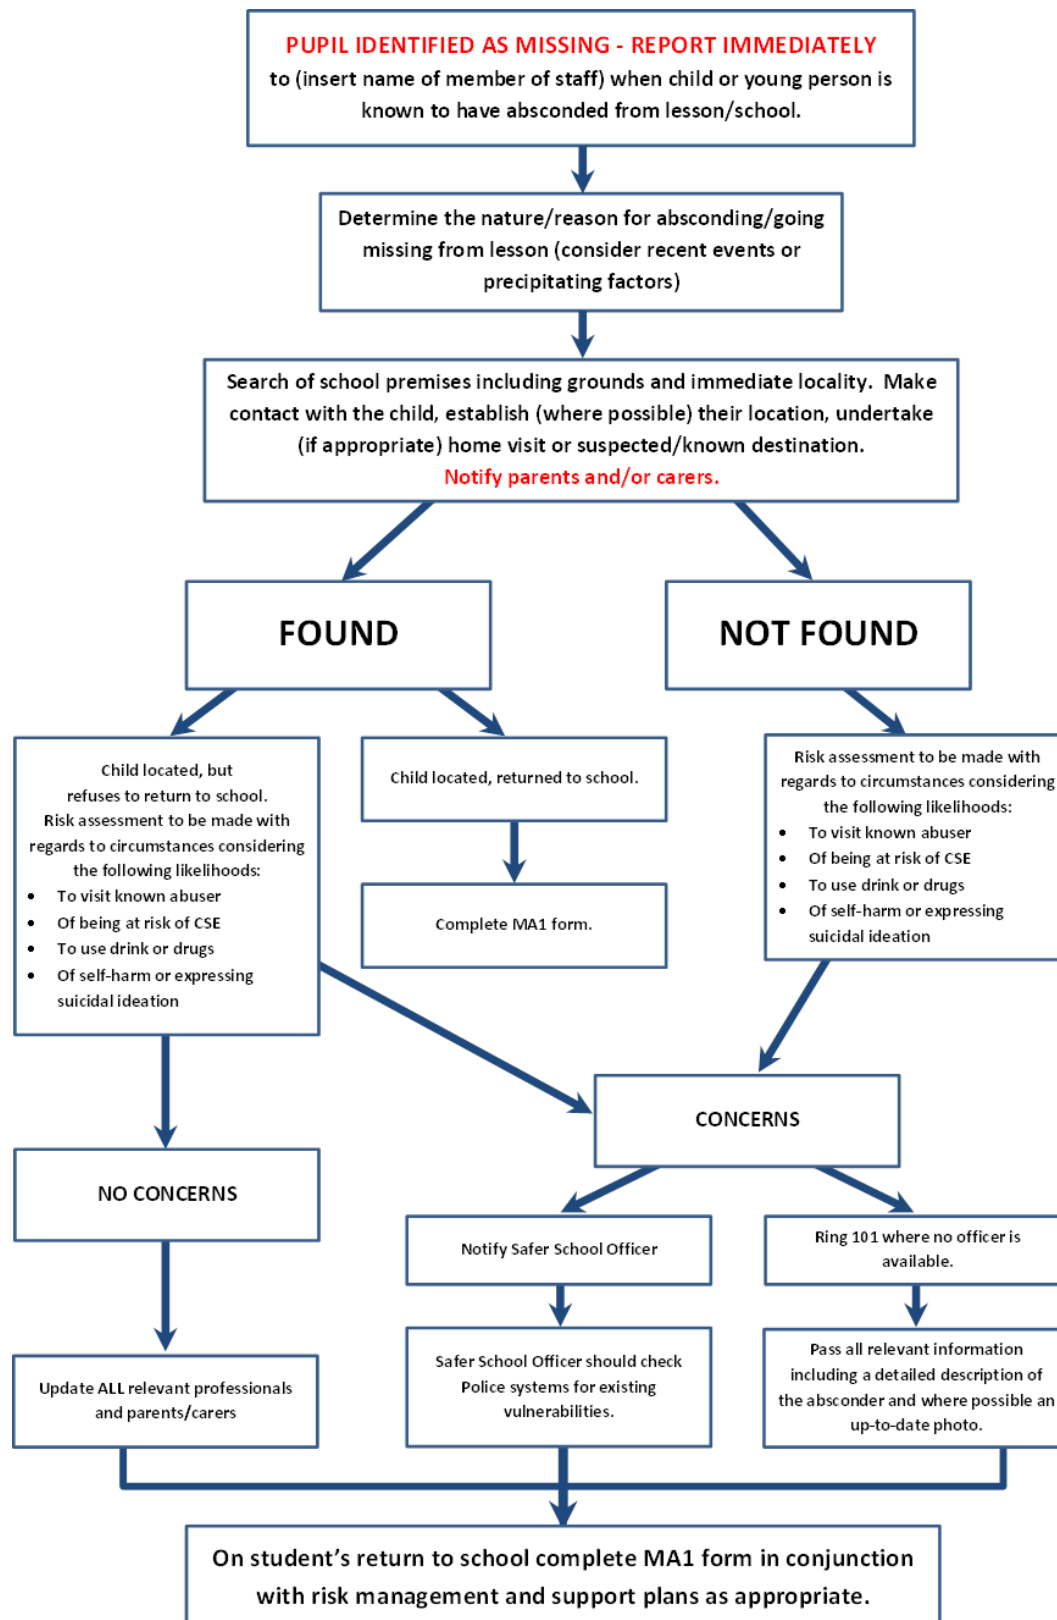 PUPIL IDENTIFIED AS MISSING - REPORT IMMEDIATELY
to (insert name of member of staff) when child or young person is
known to have absconded from lesson/school.
Determine the nature/reason for absconding/going
missing from lesson (consider recent events or
precipitating factors)
Search of school premises including grounds and immediate locality. Make
contact with the child, establish (where possible) their location, undertake
(if appropriate) home visit or suspected/known destination.
Notify parents and/or carers.
FOUND
NOT FOUND
Child located, but
refuses to return to school.
Risk assessment to be made with
regards to circumstances considering
the following likelihoods:
• To visit known abuser
• Of being at risk of CSE
• To use drink or drugs
• Of self-harm or expressing
suicidal ideation
Child located, returned to school.
Complete MA1 form.
Risk assessment to be made with
regards to circumstances considering
the following likelihoods:
• To visit known abuser
• Of being at risk of CSE
• To use drink or drugs
• Of self-harm or expressing
suicidal ideation
CONCERNS
NO CONCERNS
Notify Safer School Officer
Ring 101 where no officer is
available.
Update ALL relevant professionals
and parents/carers
Safer School Officer should check
Police systems for existing
vulnerabilities.
Pass all relevant information
including a detailed description of
the absconder and where possible an
up-to-date photo.
On student's return to school complete MA1 form in conjunction
with risk management and support plans as appropriate.